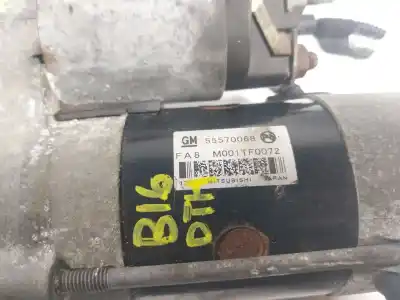 GM 55570068
FA8 M001TF0072
MITSUBISHI JAPAN
B16
DTH